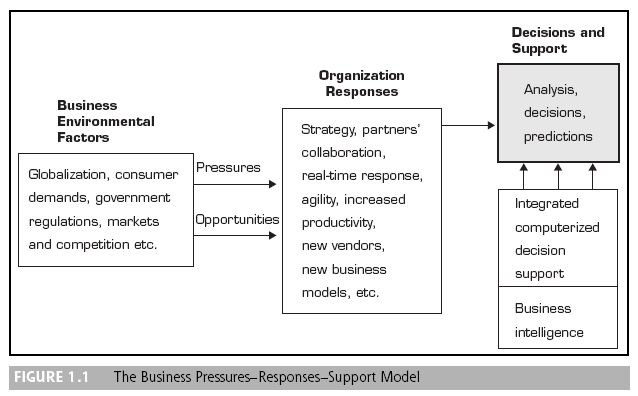 Business
Environmental
Factors
Globalization, consumer
demands, government
regulations, markets
and competition etc.
Pressures
Opportunities
Organization
Responses
Strategy, partners'
collaboration,
real-time response,
agility, increased
productivity,
new vendors,
new business
models, etc.
Decisions and
Support
Analysis,
decisions,
predictions
Integrated
computerized
decision
support
Business
intelligence
FIGURE 1.1 The Business Pressures–Responses–Support Model